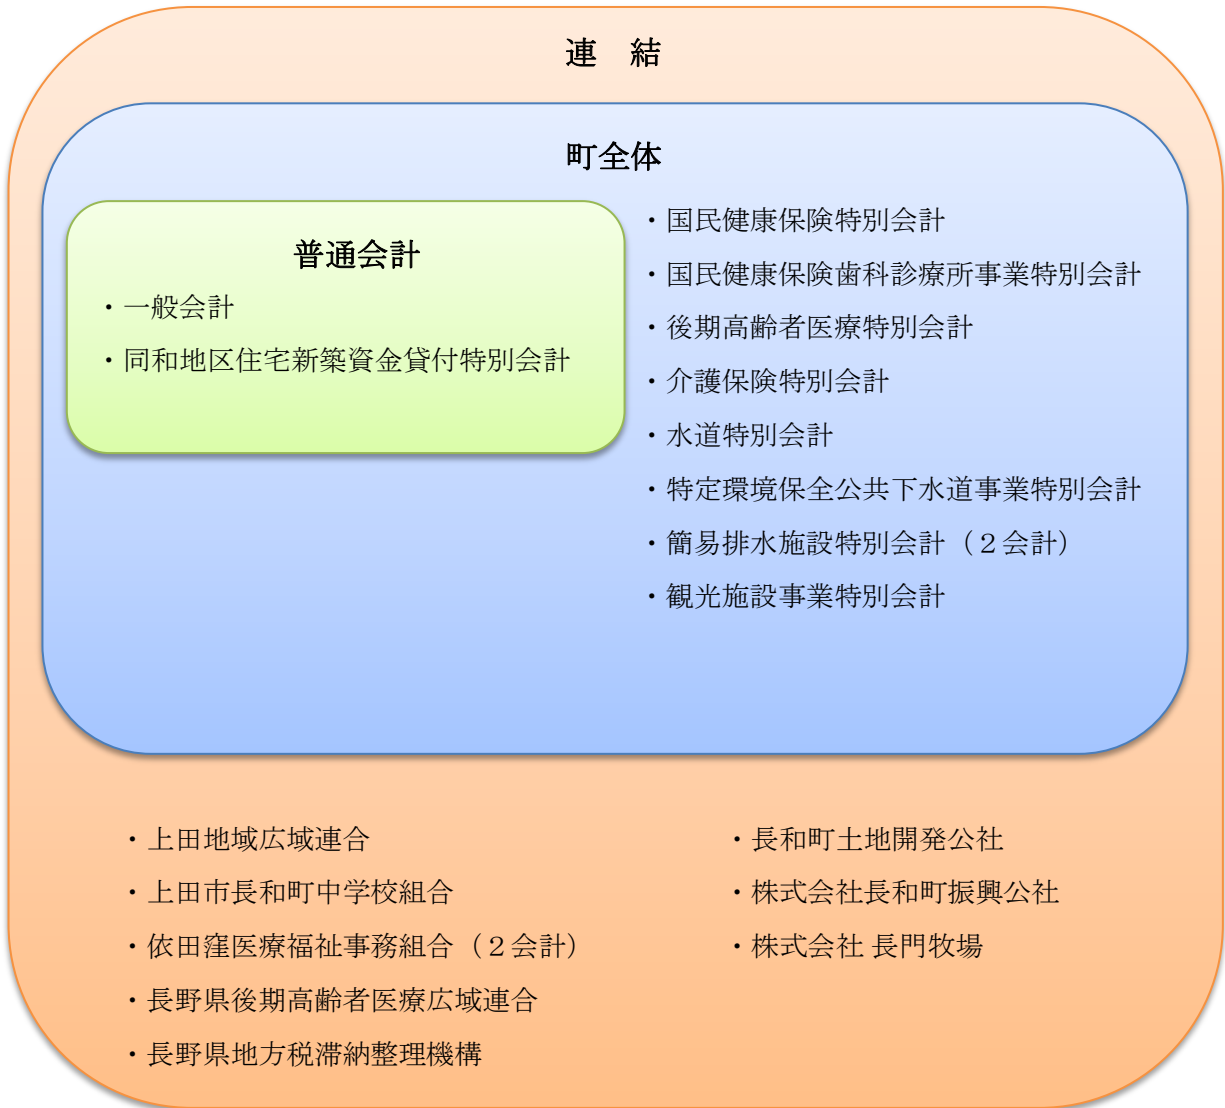 連　結
町全体
普通会計
・一般会計
・同和地区住宅新築資金貸付特別会計
・国民健康保険特別会計
・国民健康保険歯科診療所事業特別会計
・後期高齢者医療特別会計
・介護保険特別会計
・水道特別会計
・特定環境保全公共下水道事業特別会計
・簡易排水施設特別会計（２会計）
・観光施設事業特別会計
・上田地域広域連合
・上田市長和町中学校組合
・依田窪医療福祉事務組合（２会計）
・長野県後期高齢者医療広域連合
・長野県地方税滞納整理機構
・長和町土地開発公社
・株式会社長和町振興公社
・株式会社 長門牧場